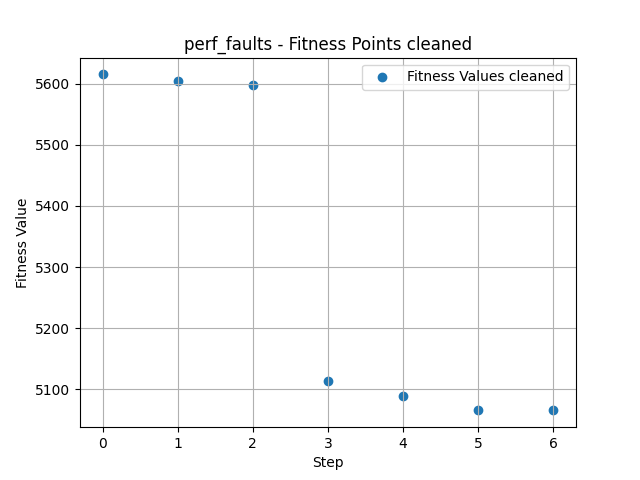 perf_faults - Fitness Points cleaned
Fitness Values cleaned
Fitness Value
5600
5500
5400
5300
5200
5100
0 1 2 3 4 5 6
Step